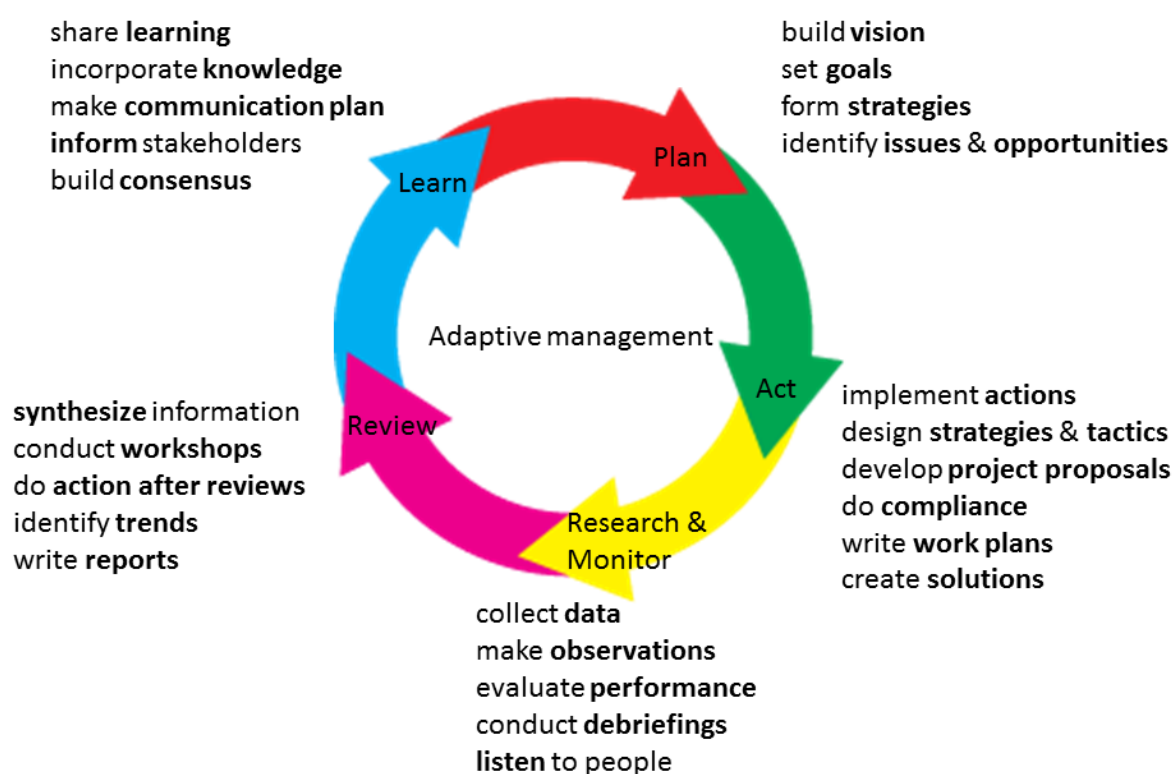 share learning
incorporate knowledge
make communication plan
inform stakeholders
build consensus
build vision
set goals
form strategies
identify issues & opportunities
Plan
Learn
Adaptive management
Act
Review
Research &
Monitor
synthesize information
conduct workshops
do action after reviews
identify trends
write reports
implement actions
design strategies & tactics
develop project proposals
do compliance
write work plans
create solutions
collect data
make observations
evaluate performance
conduct debriefings
listen to people